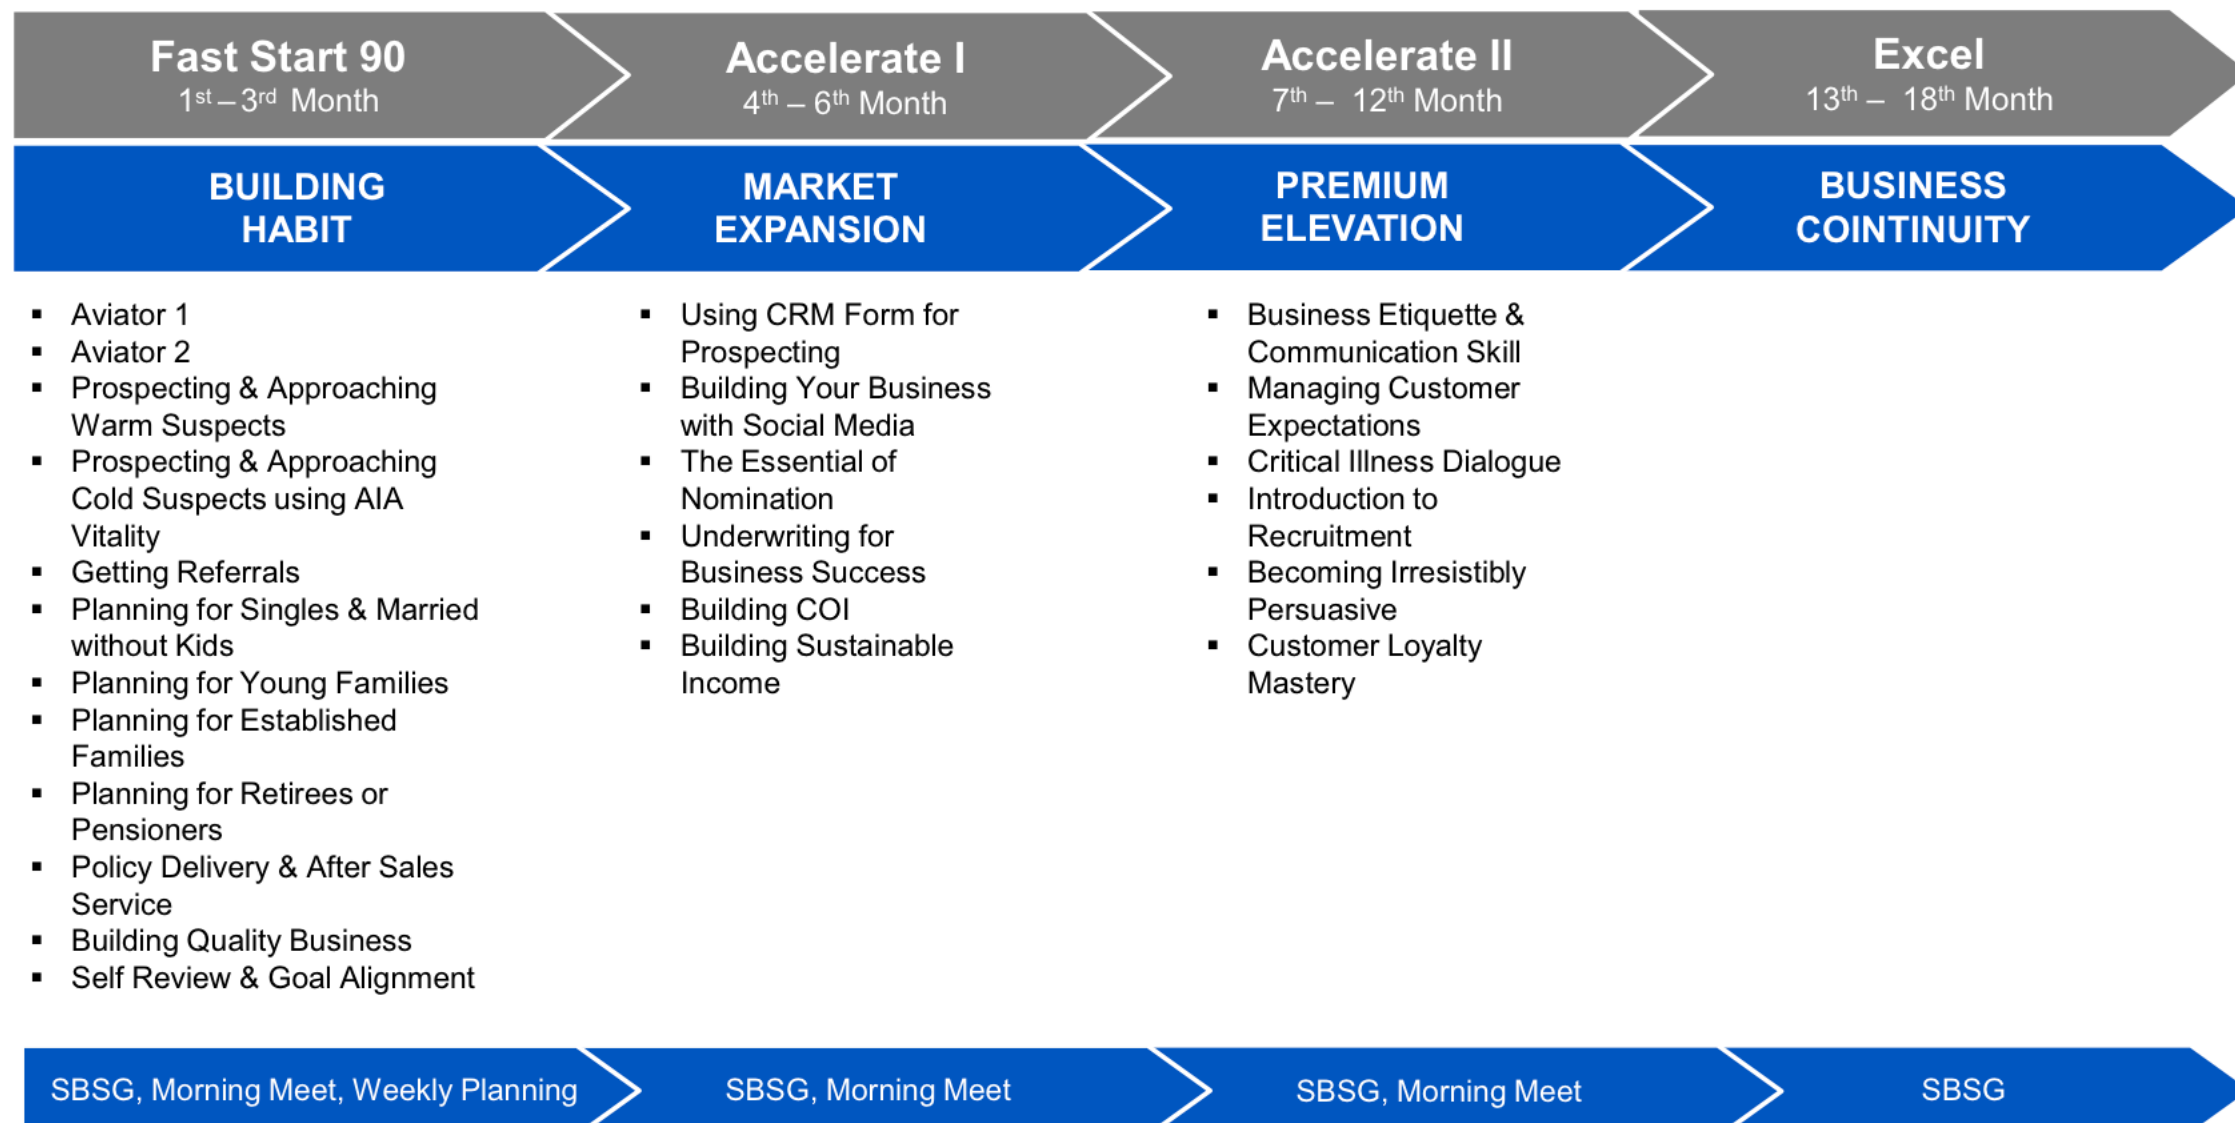 Fast Start 90
1st – 3rd Month
Accelerate I
4th – 6th Month
Accelerate II
7th – 12th Month
Excel
13th – 18th Month
BUILDING
HABIT
MARKET
EXPANSION
PREMIUM
ELEVATION
BUSINESS
COINTINUITY
▪ Aviator 1
▪ Aviator 2
▪ Prospecting & Approaching
Warm Suspects
▪ Prospecting & Approaching
Cold Suspects using AIA
Vitality
▪ Getting Referrals
▪ Planning for Singles & Married
without Kids
▪ Planning for Young Families
▪ Planning for Established
Families
▪ Planning for Retirees or
Pensioners
▪ Policy Delivery & After Sales
Service
▪ Building Quality Business
▪ Self Review & Goal Alignment
▪ Using CRM Form for
Prospecting
▪ Building Your Business
with Social Media
▪ The Essential of
Nomination
▪ Underwriting for
Business Success
▪ Building COI
▪ Building Sustainable
Income
▪ Business Etiquette &
Communication Skill
▪ Managing Customer
Expectations
▪ Critical Illness Dialogue
▪ Introduction to
Recruitment
▪ Becoming Irresistibly
Persuasive
▪ Customer Loyalty
Mastery
SBSG, Morning Meet, Weekly Planning
SBSG, Morning Meet
SBSG, Morning Meet
SBSG